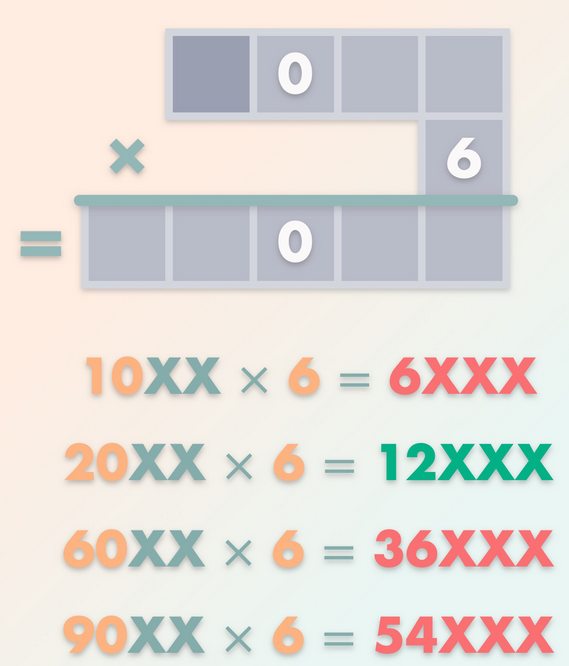 0
× 6
= 0
10XX × 6 = 6XXX
20XX × 6 = 12XXX
60XX × 6 = 36XXX
90XX × 6 = 54XXX